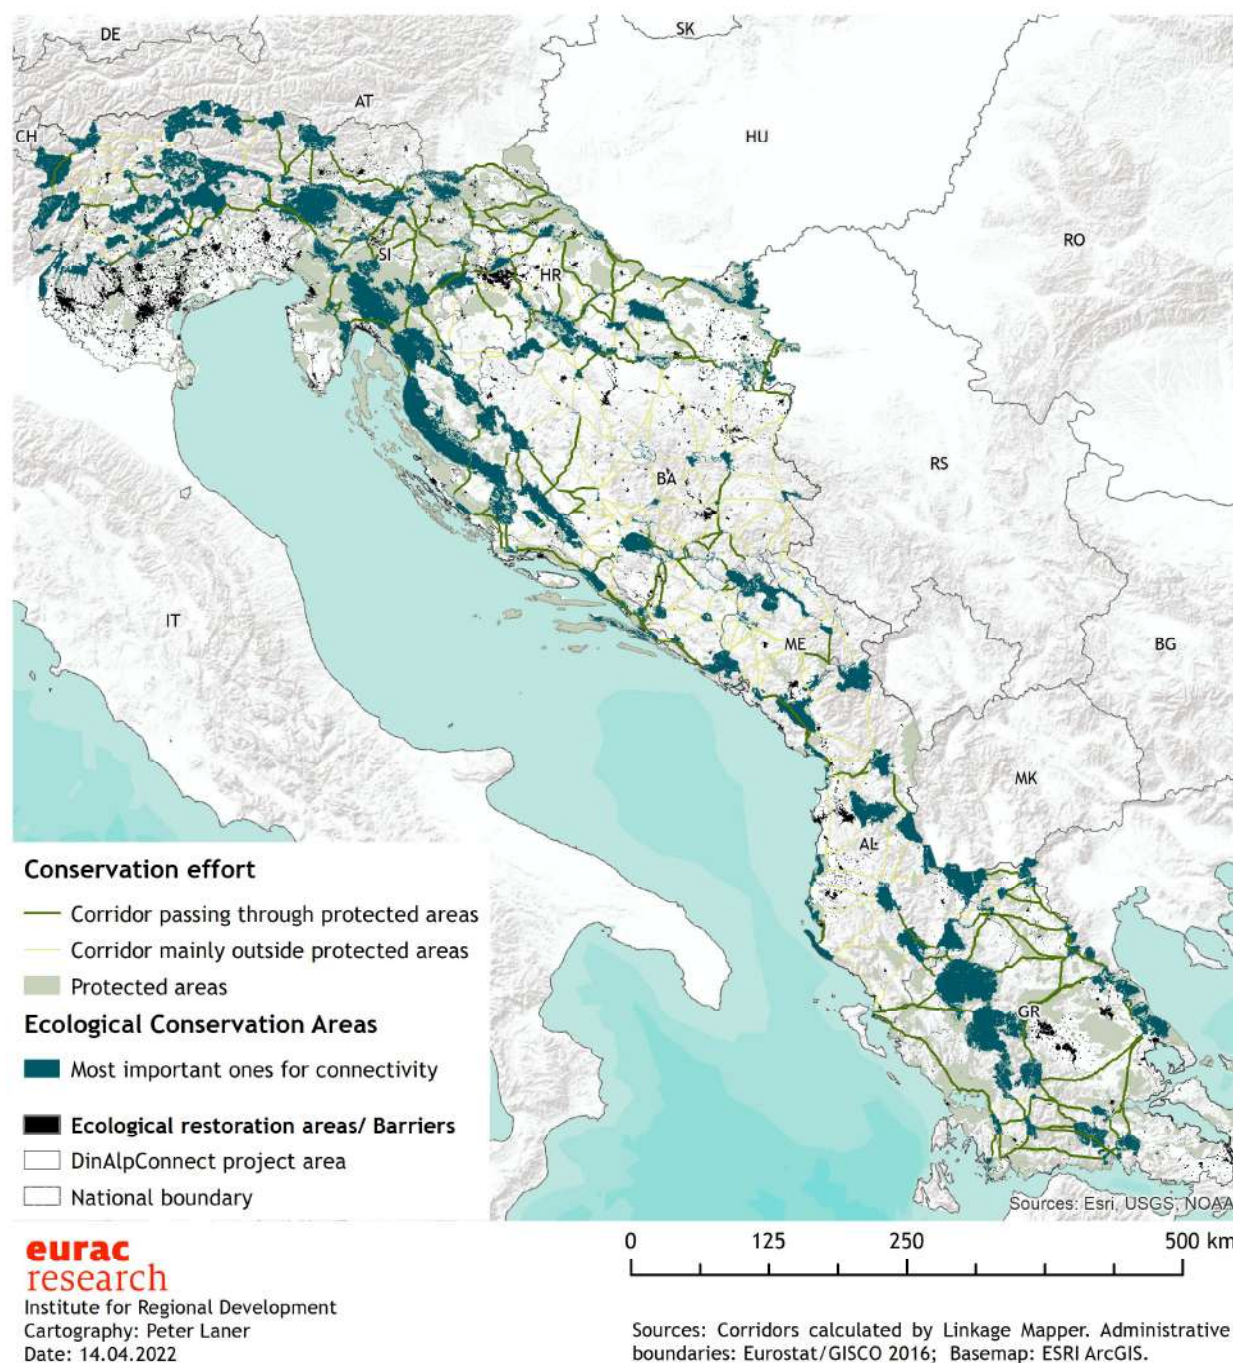 DE
SK
AT
CH
HU
RO
SI
HR
BA
RS
IT
ME
BG
MK
AL
GR
Conservation effort
Corridor passing through protected areas
Corridor mainly outside protected areas
Protected areas
Ecological Conservation Areas
Most important ones for connectivity
Ecological restoration areas/ Barriers
DinAlpConnect project area
National boundary
Sources: Esri, USGS, NOAA
eurac
research
Institute for Regional Development
Cartography: Peter Laner
Date: 14.04.2022
0 125 250 500 km
Sources: Corridors calculated by Linkage Mapper. Administrative
boundaries: Eurostat/GISCO 2016; Basemap: ESRI ArcGIS.